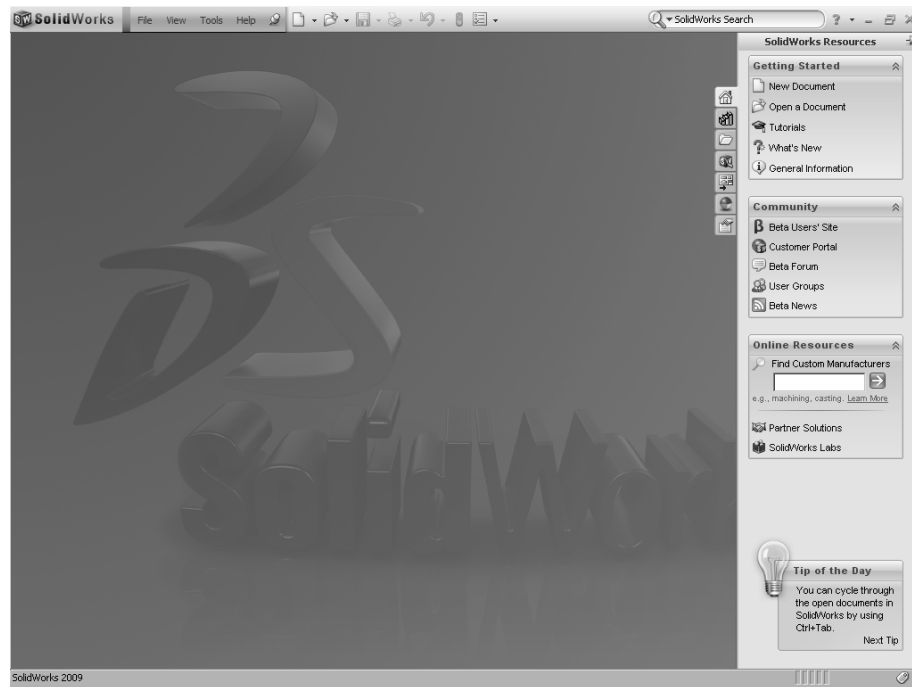 SolidWorks File View Tools Help SolidWorks Search ?
SolidWorks Resources
Getting Started
New Document
Open a Document
Tutorials
What's New
General Information
Community
Beta Users' Site
Customer Portal
Beta Forum
User Groups
Beta News
Online Resources
Find Custom Manufacturers
e.g., machining, casting. Learn More
Partner Solutions
SolidWorks Labs
SolidWorks
Tip of the Day
You can cycle through
the open documents in
SolidWorks by using
Ctrl+Tab.
Next Tip
SolidWorks 2009